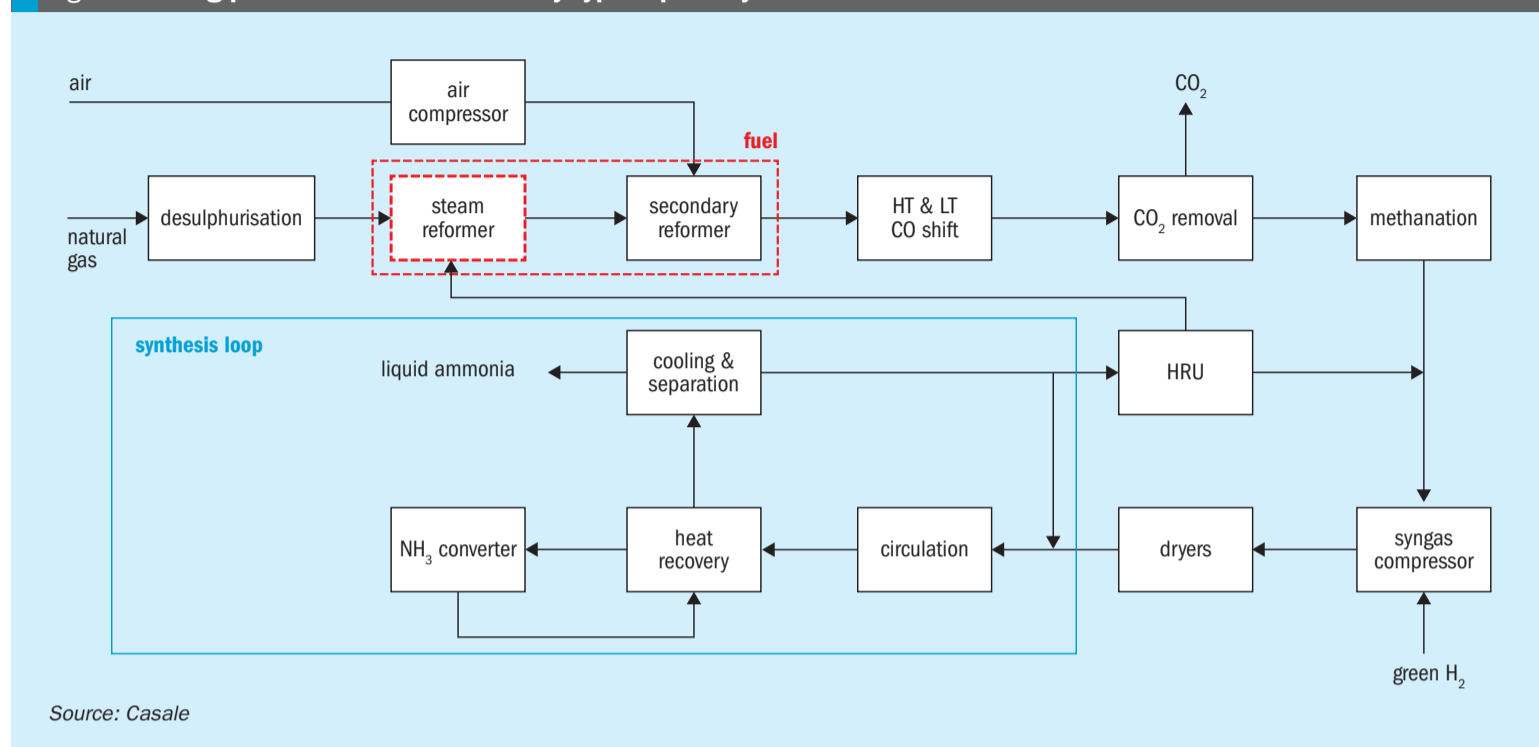 air
air
compressor
CO₂
fuel
natural
gas
desulphurisation
steam
reformer
secondary
reformer
HT & LT
CO shift
CO₂ removal
methanation
synthesis loop
liquid ammonia
cooling &
separation
HRU
NH₃ converter
heat
recovery
circulation
dryers
syngas
compressor
green H₂
Source: Casale